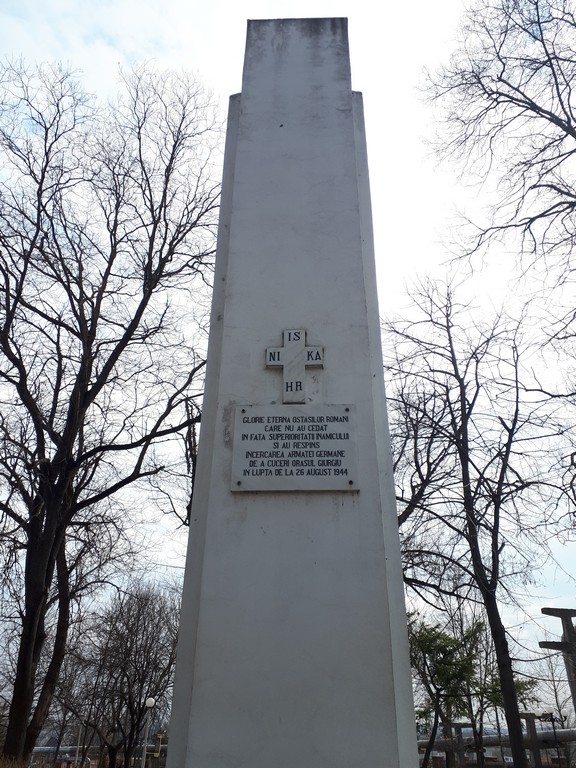 IS
NI KA
HR
GLORIE ETERNA OSTASILOR ROMANI
CARE NU AU CEDAT
IN FATA SUPERIORITATII INAMICULUI
SI AU RESPINS
INCERCAREA ARMATEI GERMANE
DE A CUCERI ORASUL GIURGIU
IN LUPTA DE LA 26 AUGUST 1944